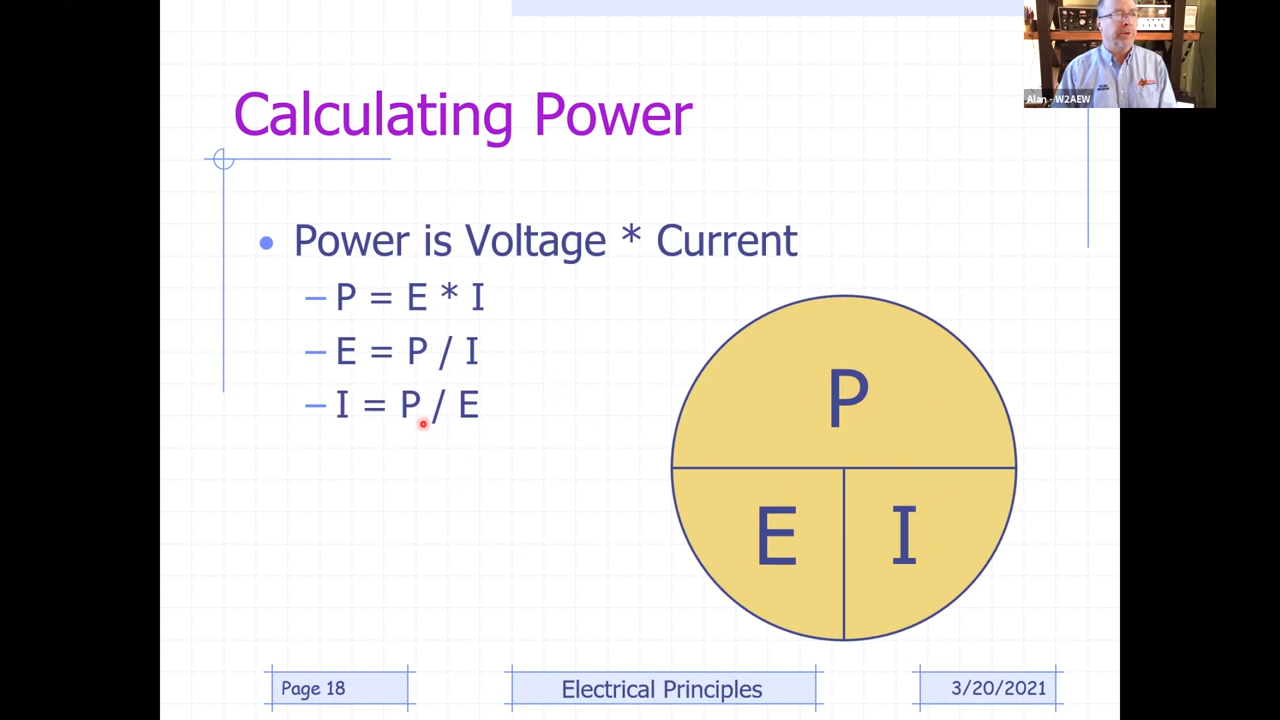 Alan - W2AEW
Calculating Power
• Power is Voltage * Current
– P = E * I
– E = P / I
– I = P / E
P
E I
Page 18
Electrical Principles
3/20/2021